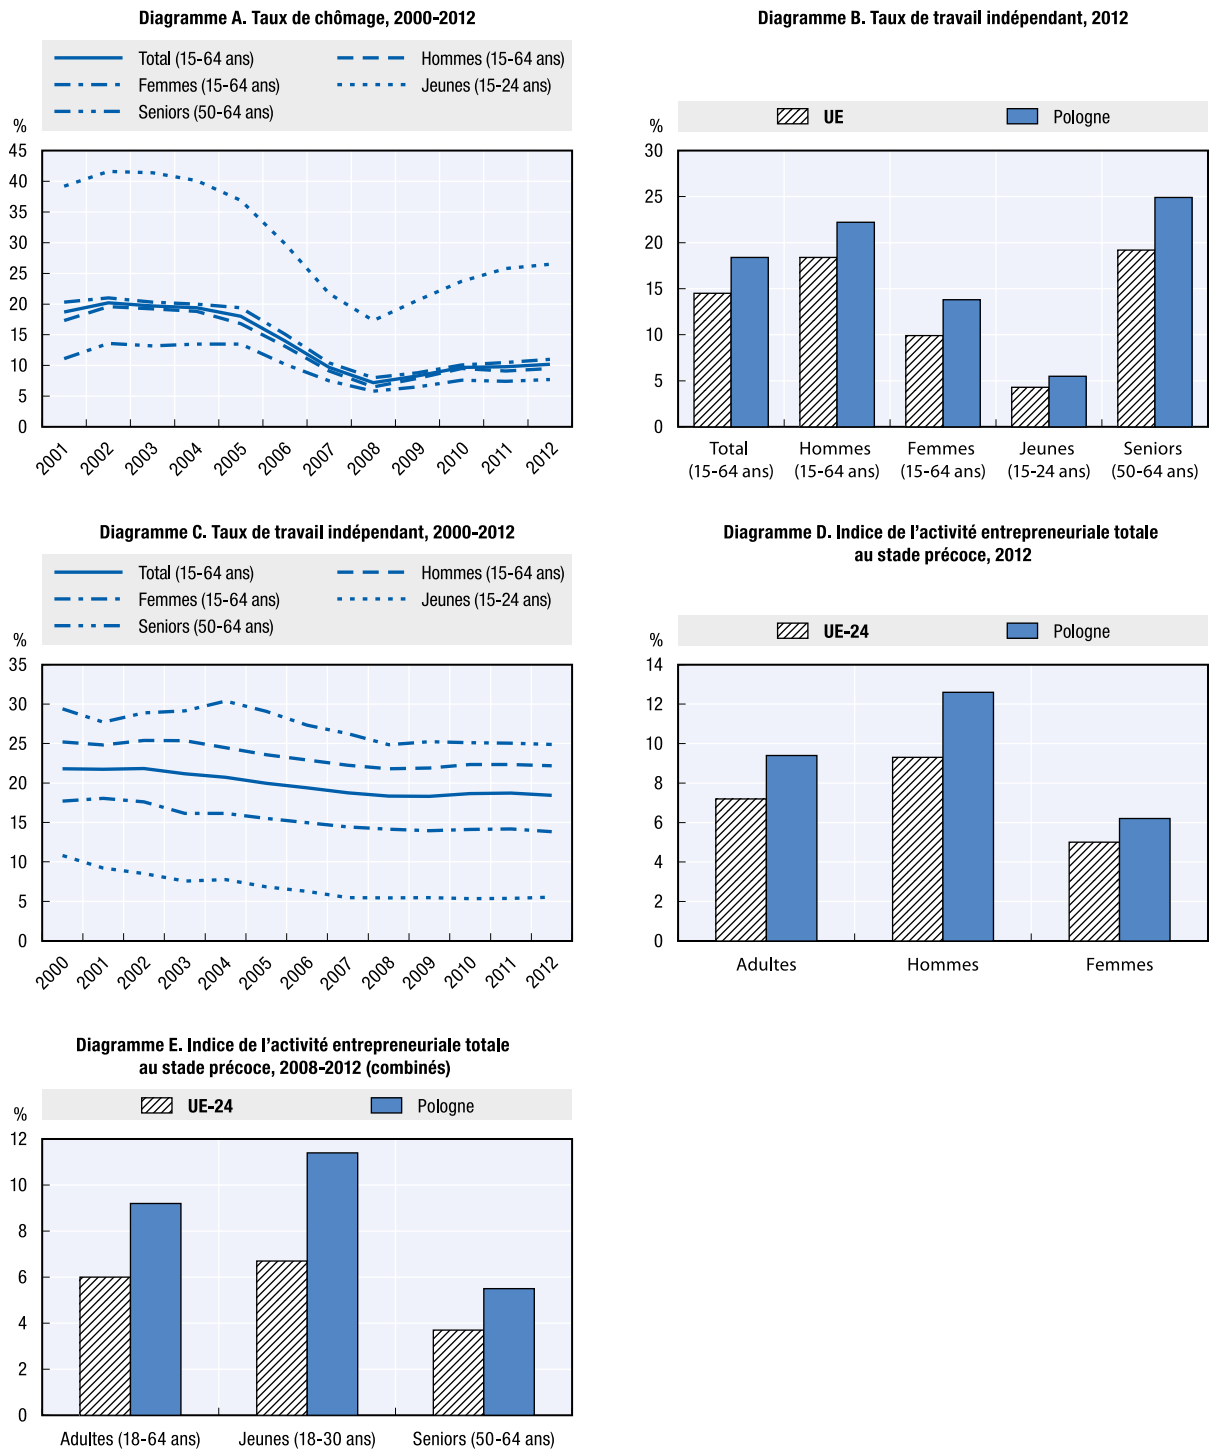 Diagramme A. Taux de chômage, 2000-2012
Total (15-64 ans)
Hommes (15-64 ans)
Femmes (15-64 ans)
Jeunes (15-24 ans)
Seniors (50-64 ans)
%
45
40
35
30
25
20
15
10
5
0
2001
2002
2003
2004
2005
2006
2007
2008
2009
2010
2011
2012
Diagramme B. Taux de travail indépendant, 2012
UE
Pologne
%
30
25
20
15
10
5
0
Total
(15-64 ans)
Hommes
(15-64 ans)
Femmes
(15-64 ans)
Jeunes
(15-24 ans)
Seniors
(50-64 ans)
Diagramme C. Taux de travail indépendant, 2000-2012
Total (15-64 ans)
Hommes (15-64 ans)
Femmes (15-64 ans)
Jeunes (15-24 ans)
Seniors (50-64 ans)
%
35
30
25
20
15
10
5
0
2000
2001
2002
2003
2004
2005
2006
2007
2008
2009
2010
2011
2012
Diagramme D. Indice de l'activité entrepreneuriale totale
au stade précoce, 2012
UE-24
Pologne
%
14
12
10
8
6
4
2
0
Adultes
Hommes
Femmes
Diagramme E. Indice de l'activité entrepreneuriale totale
au stade précoce, 2008-2012 (combinés)
UE-24
Pologne
%
12
10
8
6
4
2
0
Adultes (18-64 ans)
Jeunes (18-30 ans)
Seniors (50-64 ans)